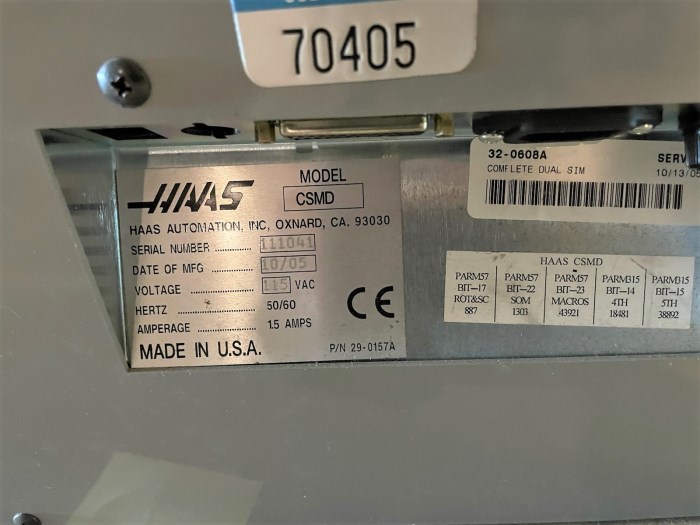 70405
HAAS
MODEL
CSMD
HAAS AUTOMATION, INC, OXNARD, CA. 93030
SERIAL NUMBER ........... 111041
DATE OF MFG ........... 10/05
VOLTAGE ........... 115 VAC
HERTZ ........... 50/60
AMPERAGE ........... 1.5 AMPS
CE
MADE IN U.S.A.
P/N 29-0157A
32-0608A SERV
COMPLETE DUAL SIM 10/13/05
HAAS CSMD
PARM57 PARM57 PARM57 PARM315 PARM315
BIT-17 BIT-22 BIT-23 BIT-14 BIT-15
ROT&SC SOM MACROS 4TH 5TH
887 1303 43921 18481 38892